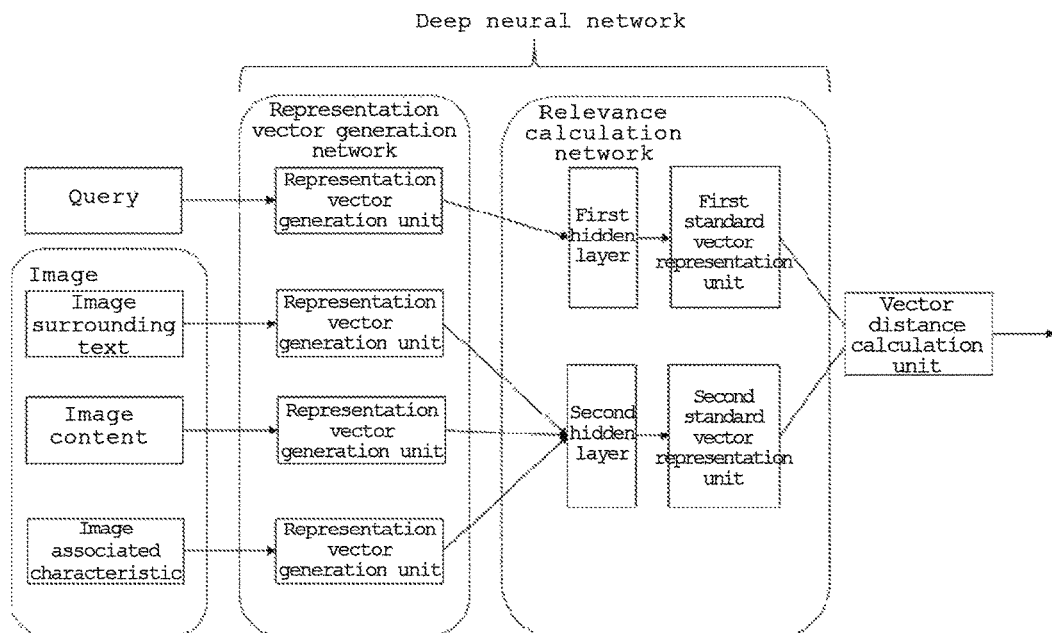 Deep neural network
Representation
vector generation
network
Relevance
calculation
network
Query
Representation
vector
generation unit
First
hidden
layer
First
standard
vector
representation
unit
Image
Image
surrounding
text
Representation
vector
generation unit
Vector
distance
calculation
unit
Image
content
Representation
vector
generation unit
Second
hidden
layer
Second
standard
vector
representation
unit
Image
associated
characteristic
Representation
vector
generation unit